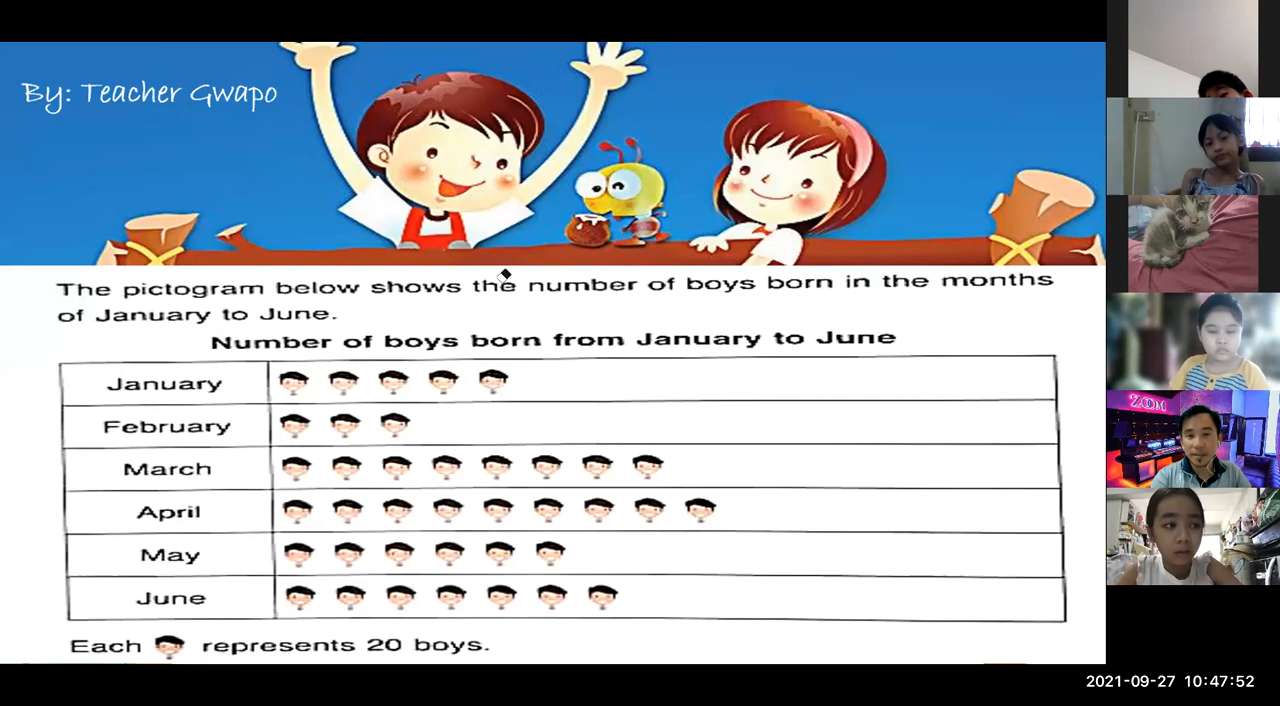 By: Teacher Gwapo
The pictogram below shows the number of boys born in the months
of January to June.
Number of boys born from January to June
January
February
March
April
May
June
Each represents 20 boys.
ZOOM
2021-09-27 10:47:52